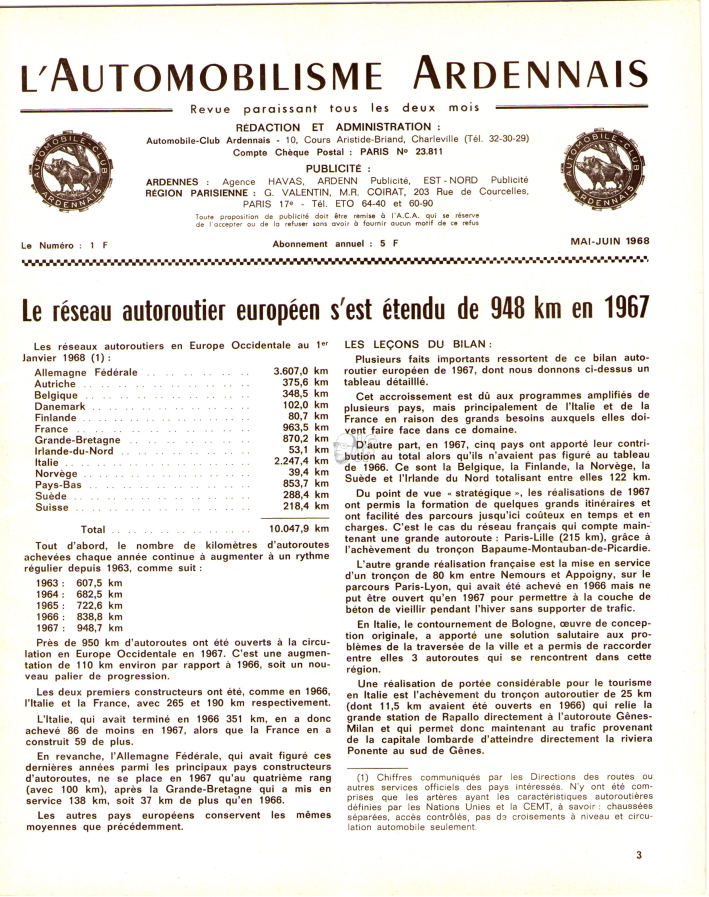 L'AUTOMOBILISME ARDENNAIS
Revue paraissant tous les deux mois
RÉDACTION ET ADMINISTRATION :
Automobile-Club Ardennais - 10, Cours Aristide-Briand, Charleville (Tél. 32-30-29)
Compte Chèque Postal : PARIS N° 23.811
PUBLICITÉ :
ARDENNES : Agence HAVAS, ARDENN Publicité, EST-NORD Publicité
RÉGION PARISIENNE : G. VALENTIN, M.R. COIRAT, 203 Rue de Courcelles,
PARIS 17e - Tél. ETO 64-40 et 60-90
Toute proposition de publicité doit être remise à l'A.C.A. qui se réserve
de l'accepter ou de la refuser sans avoir à fournir aucun motif de ce refus
AUTOMOBILE-CLUB ARDENNAIS
AUTOMOBILE-CLUB ARDENNAIS
Le Numéro : 1 F
Abonnement annuel : 5 F
MAI-JUIN 1968
Le réseau autoroutier européen s'est étendu de 948 km en 1967
Les réseaux autoroutiers en Europe Occidentale au 1er
Janvier 1968 (1) :
Allemagne Fédérale .. .. .. .. .. .. 3.607,0 km
Autriche .. .. .. .. .. .. .. .. .. 375,6 km
Belgique .. .. .. .. .. .. .. .. .. 348,5 km
Danemark .. .. .. .. .. .. .. .. .. 102,0 km
Finlande .. .. .. .. .. .. .. .. .. 80,7 km
France .. .. .. .. .. .. .. .. .. 963,5 km
Grande-Bretagne .. .. .. .. .. .. .. 870,2 km
Irlande-du-Nord .. .. .. .. .. .. .. 53,1 km
Italie .. .. .. .. .. .. .. .. .. 2.247,4 km
Norvège .. .. .. .. .. .. .. .. .. 39,4 km
Pays-Bas .. .. .. .. .. .. .. .. .. 853,7 km
Suède .. .. .. .. .. .. .. .. .. 288,4 km
Suisse .. .. .. .. .. .. .. .. .. 218,4 km
Total .. .. .. .. .. .. .. 10.047,9 km
Tout d'abord, le nombre de kilomètres d'autoroutes
achevées chaque année continue à augmenter à un rythme
régulier depuis 1963, comme suit :
1963 : 607,5 km
1964 : 682,5 km
1965 : 722,6 km
1966 : 838,8 km
1967 : 948,7 km
Près de 950 km d'autoroutes ont été ouverts à la circu-
lation en Europe Occidentale en 1967. C'est une augmen-
tation de 110 km environ par rapport à 1966, soit un nou-
veau palier de progression.
Les deux premiers constructeurs ont été, comme en 1966,
l'Italie et la France, avec 265 et 190 km respectivement.
L'Italie, qui avait terminé en 1966 351 km, en a donc
achevé 86 de moins en 1967, alors que la France en a
construit 59 de plus.
En revanche, l'Allemagne Fédérale, qui avait figuré ces
dernières années parmi les principaux pays constructeurs
d'autoroutes, ne se place en 1967 qu'au quatrième rang
(avec 100 km), après la Grande-Bretagne qui a mis en
service 138 km, soit 37 km de plus qu'en 1966.
Les autres pays européens conservent les mêmes
moyennes que précédemment.
LES LEÇONS DU BILAN :
Plusieurs faits importants ressortent de ce bilan auto-
routier européen de 1967, dont nous donnons ci-dessus un
tableau détailllé.
Cet accroissement est dû aux programmes amplifiés de
plusieurs pays, mais principalement de l'Italie et de la
France en raison des grands besoins auxquels elles doi-
vent faire face dans ce domaine.
D'autre part, en 1967, cinq pays ont apporté leur contri-
bution au total alors qu'ils n'avaient pas figuré au tableau
de 1966. Ce sont la Belgique, la Finlande, la Norvège, la
Suède et l'Irlande du Nord totalisant entre elles 122 km.
Du point de vue « stratégique », les réalisations de 1967
ont permis la formation de quelques grands itinéraires et
ont facilité des parcours jusqu'ici coûteux en temps et en
charges. C'est le cas du réseau français qui compte main-
tenant une grande autoroute : Paris-Lille (215 km), grâce à
l'achèvement du tronçon Bapaume-Montauban-de-Picardie.
L'autre grande réalisation française est la mise en service
d'un tronçon de 80 km entre Nemours et Appoigny, sur le
parcours Paris-Lyon, qui avait été achevé en 1966 mais ne
put être ouvert qu'en 1967 pour permettre à la couche de
béton de vieillir pendant l'hiver sans supporter de trafic.
En Italie, le contournement de Bologne, œuvre de concep-
tion originale, a apporté une solution salutaire aux pro-
blèmes de la traversée de la ville et a permis de raccorder
entre elles 3 autoroutes qui se rencontrent dans cette
région.
Une réalisation de portée considérable pour le tourisme
en Italie est l'achèvement du tronçon autoroutier de 25 km
(dont 11,5 km avaient été ouverts en 1966) qui relie la
grande station de Rapallo directement à l'autoroute Gênes-
Milan et qui permet donc maintenant au trafic provenant
de la capitale lombarde d'atteindre directement la riviera
Ponente au sud de Gênes.
(1) Chiffres communiqués par les Directions des routes ou
autres services officiels des pays intéressés. N'y ont été com-
prises que les artères ayant les caractéristiques autoroutières
définies par les Nations Unies et la CEMT, à savoir : chaussées
séparées, accès contrôlés, pas de croisements à niveau et circu-
lation automobile seulement.
3